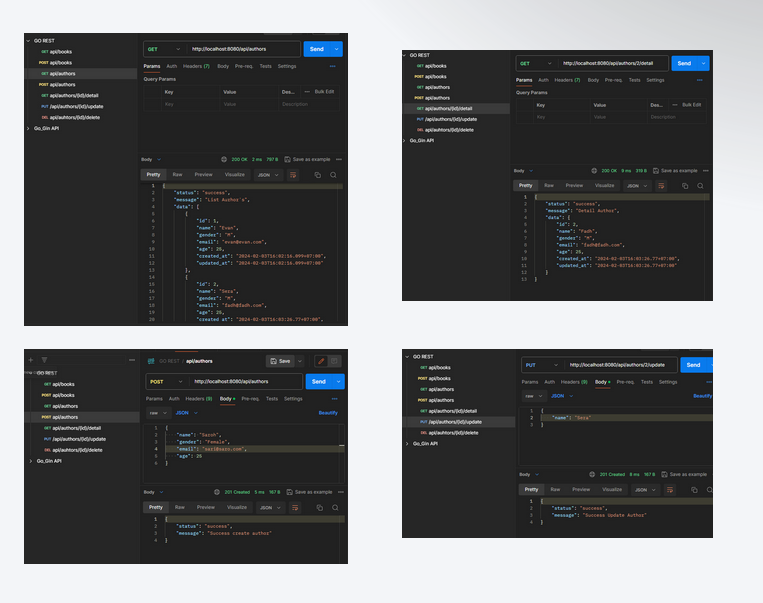 GO REST
GET api/books
POST api/books
GET api/authors
POST api/authors
GET api/authors/{id}/detail
PUT /api/authors/{id}/update
DEL api/auhtors/{id}/delete
Go_Gin API
GET http://localhost:8080/api/authors Send
Params Auth Headers (7) Body Pre-req. Tests Settings
Query Params
Key Value Des... Bulk Edit
Key Value Description
Body 200 OK 2 ms 797 B Save as example
Pretty Raw Preview Visualize JSON
1 {
2 "status": "success",
3 "message": "List Author's",
4 "data": [
5 {
6 "id": 1,
7 "name": "Evan",
8 "gender": "M",
9 "email": "evan@evan.com",
10 "age": 25,
11 "created_at": "2024-02-03T16:02:16.099+07:00",
12 "updated_at": "2024-02-03T16:02:16.099+07:00"
13 },
14 {
15 "id": 2,
16 "name": "Sera",
17 "gender": "M",
18 "email": "fadh@fadh.com",
19 "age": 25,
20 "created_at": "2024-02-03T16:03:26.77+07:00",
GO REST
GET api/books
POST api/books
GET api/authors
POST api/authors
GET api/authors/{id}/detail
PUT /api/authors/{id}/update
DEL api/auhtors/{id}/delete
Go_Gin API
GET http://localhost:8080/api/authors/2/detail Send
Params Auth Headers (7) Body Pre-req. Tests Settings
Query Params
Key Value Des... Bulk Edit
Key Value Description
Body 200 OK 6 ms 319 B Save as example
Pretty Raw Preview Visualize JSON
1 {
2 "status": "success",
3 "message": "Detail Author",
4 "data": {
5 "id": 2,
6 "name": "Fadh",
7 "gender": "M",
8 "email": "fadh@fadh.com",
9 "age": 25,
10 "created_at": "2024-02-03T16:03:26.77+07:00",
11 "updated_at": "2024-02-03T16:03:26.77+07:00"
12 }
13 }
GO REST
GET api/books
POST api/books
GET api/authors
POST api/authors
GET api/authors/{id}/detail
PUT /api/authors/{id}/update
DEL api/auhtors/{id}/delete
Go_Gin API
GO REST / api/authors Save
POST http://localhost:8080/api/authors Send
Params Auth Headers (9) Body Pre-req. Tests Settings
raw JSON Beautify
1 {
2 "name": "Saroh",
3 "gender": "Female",
4 "email": "sari@saro.com",
5 "age": 26
6 }
Body 201 Created 5 ms 167 B Save as example
Pretty Raw Preview Visualize JSON
1 {
2 "status": "success",
3 "message": "Success create author"
4 }
GO REST
GET api/books
POST api/books
GET api/authors
POST api/authors
GET api/authors/{id}/detail
PUT /api/authors/{id}/update
DEL api/auhtors/{id}/delete
Go_Gin API
PUT http://localhost:8080/api/authors/2/update Send
Params Auth Headers (9) Body Pre-req. Tests Settings
raw JSON Beautify
1 {
2 "name": "Sera"
3 }
Body 201 Created 8 ms 167 B Save as example
Pretty Raw Preview Visualize JSON
1 {
2 "status": "success",
3 "message": "Success Update Author"
4 }